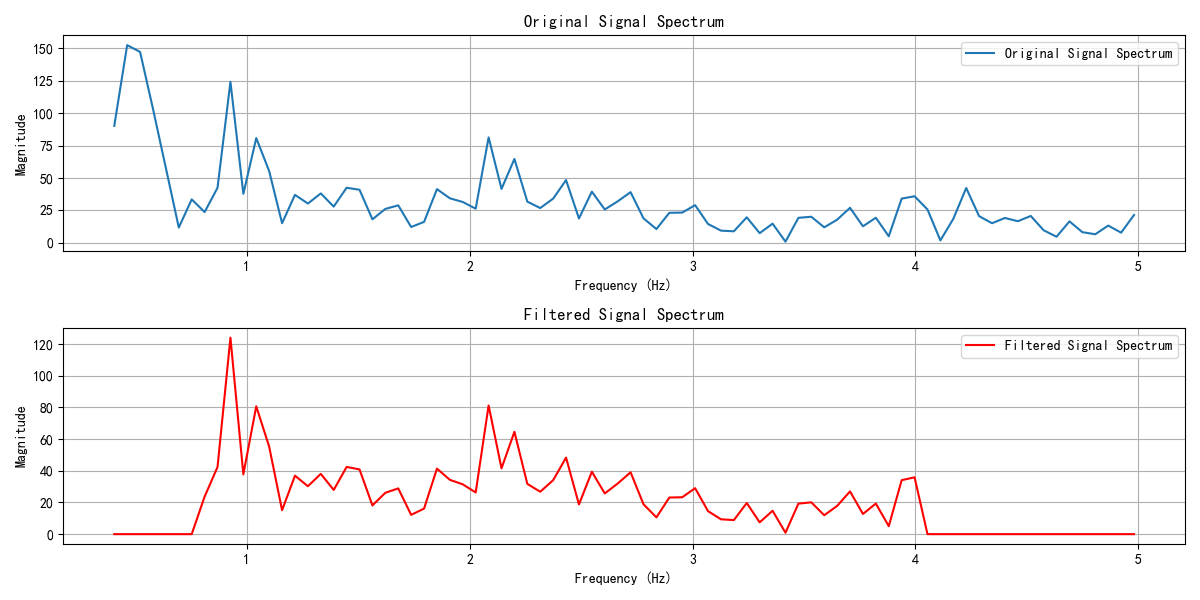 Original Signal Spectrum
Original Signal Spectrum
Magnitude
150
125
100
75
50
25
0
1 2 3 4 5
Frequency (Hz)
Filtered Signal Spectrum
Filtered Signal Spectrum
Magnitude
120
100
80
60
40
20
0
1 2 3 4 5
Frequency (Hz)